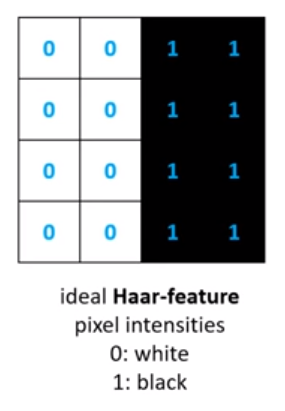 0 0 1 1
0 0 1 1
0 0 1 1
0 0 1 1
ideal Haar-feature
pixel intensities
0: white
1: black